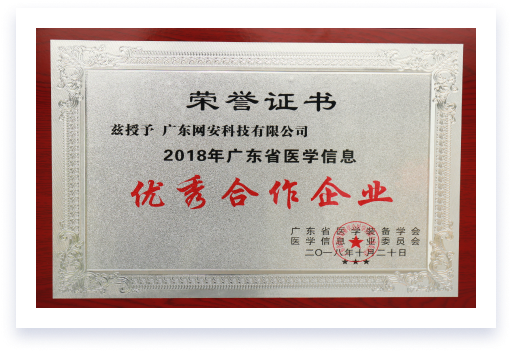 荣誉证书
兹授予 广东网安科技有限公司
2018年广东省医学信息
优秀合作企业
广东省医学装备学会
医学信息专业委员会
二〇一八年十月二十日